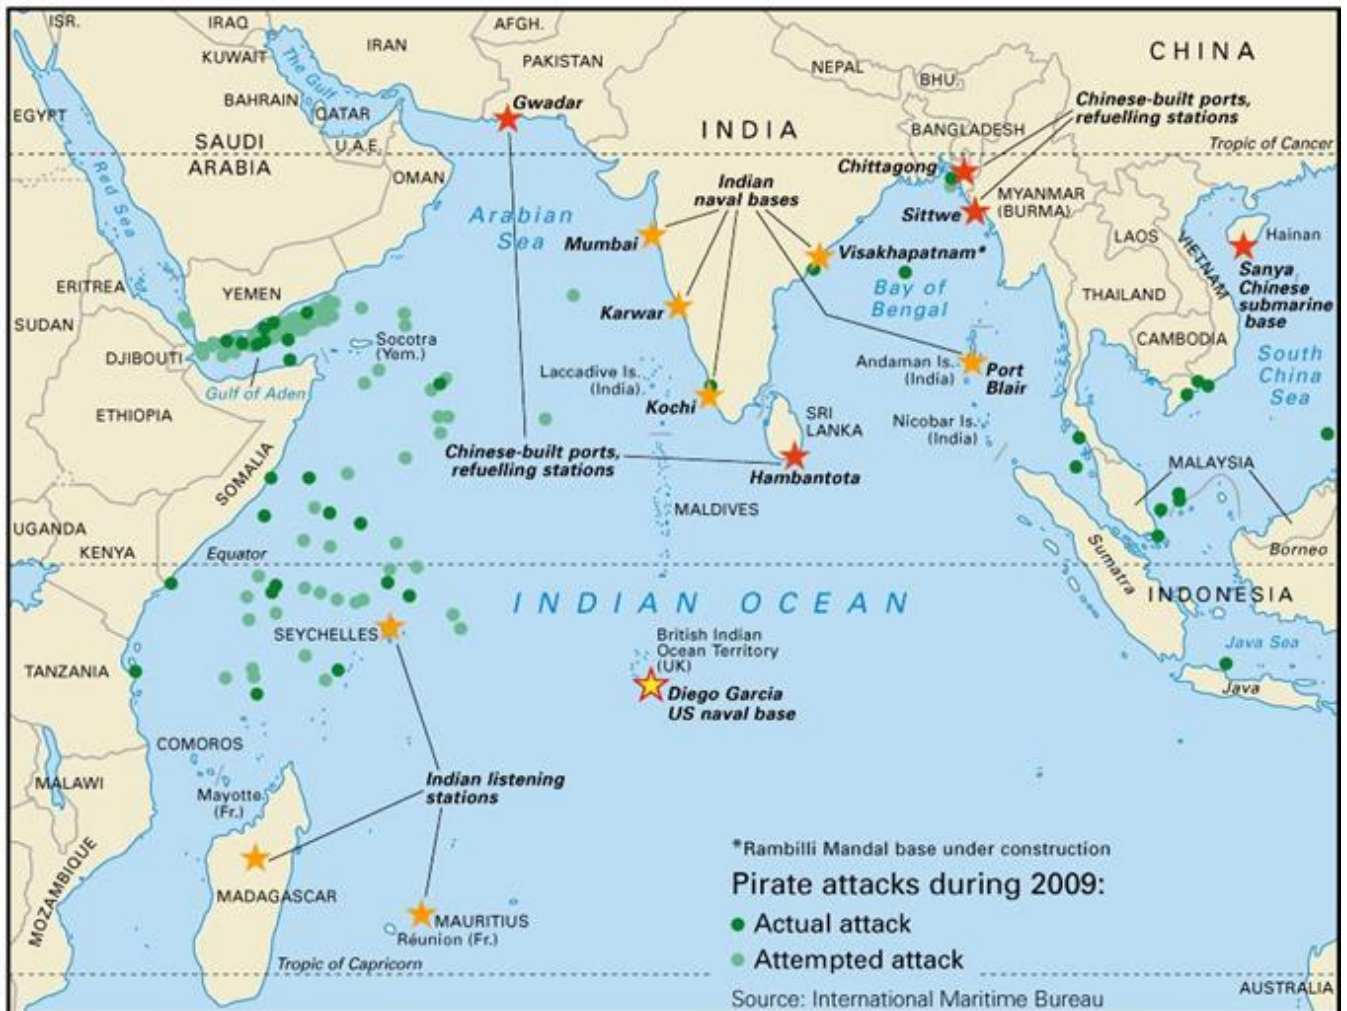 ISR.
IRAQ
IRAN
AFGH.
PAKISTAN
NEPAL
BHU.
CHINA
KUWAIT
The Gulf
BAHRAIN
QATAR
EGYPT
SAUDI
ARABIA
U.A.E.
Gwadar
INDIA
BANGLADESH
Chinese-built ports,
refuelling stations
Tropic of Cancer
Red Sea
OMAN
Arabian
Sea
Indian
naval bases
Chittagong
Sittwe
MYANMAR
(BURMA)
LAOS
VIETNAM
Hainan
Mumbai
Visakhapatnam*
Sanya
Chinese
submarine
base
ERITREA
YEMEN
SUDAN
Karwar
Bay of
Bengal
THAILAND
CAMBODIA
DJIBOUTI
Socotra
(Yem.)
Gulf of Aden
Laccadive Is.
(India)
Kochi
Andaman Is.
(India)
Port
Blair
South
China
Sea
ETHIOPIA
SRI
LANKA
Nicobar Is.
(India)
Chinese-built ports,
refuelling stations
Hambantota
MALAYSIA
SOMALIA
MALDIVES
UGANDA
KENYA
Equator
Sumatra
Borneo
INDIAN OCEAN
INDONESIA
SEYCHELLES
British Indian
Ocean Territory
(UK)
Java Sea
TANZANIA
Diego Garcia
US naval base
Java
COMOROS
MALAWI
Mayotte
(Fr.)
Indian listening
stations
MOZAMBIQUE
MADAGASCAR
MAURITIUS
Réunion (Fr.)
Tropic of Capricorn
*Rambilli Mandal base under construction
Pirate attacks during 2009:
Actual attack
Attempted attack
Source: International Maritime Bureau
AUSTRALIA